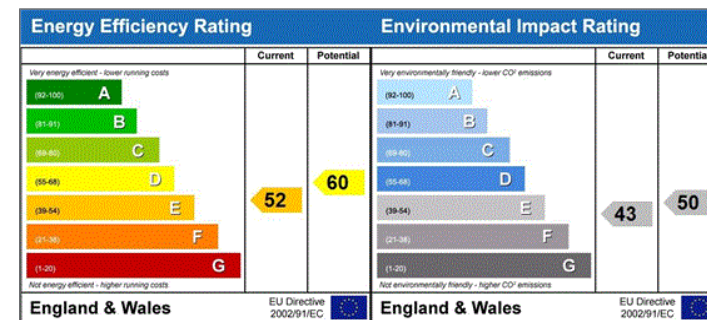 Energy Efficiency Rating
Current Potential
Very energy efficient - lower running costs
(92-100) A
(81-91) B
(69-80) C
(55-68) D
(39-54) E
(21-38) F
(1-20) G
52
60
Not energy efficient - higher running costs
England & Wales
EU Directive
2002/91/EC
Environmental Impact Rating
Current Potentia
Very environmentally friendly - lower CO² emissions
(92-100) A
(81-91) B
(69-80) C
(55-68) D
(39-54) E
(21-38) F
(1-20) G
43
50
Not environmentally friendly - higher CO² emissions
England & Wales
EU Directive
2002/91/EC